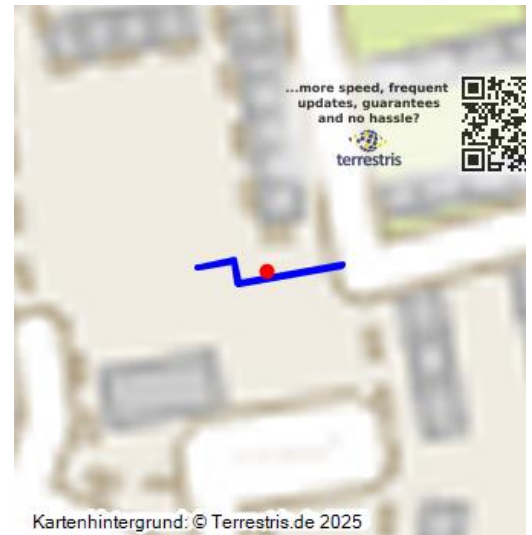 ...more speed, frequent
updates, guarantees
and no hassle?
terrestris
Kartenhintergrund: © Terrestris.de 2025